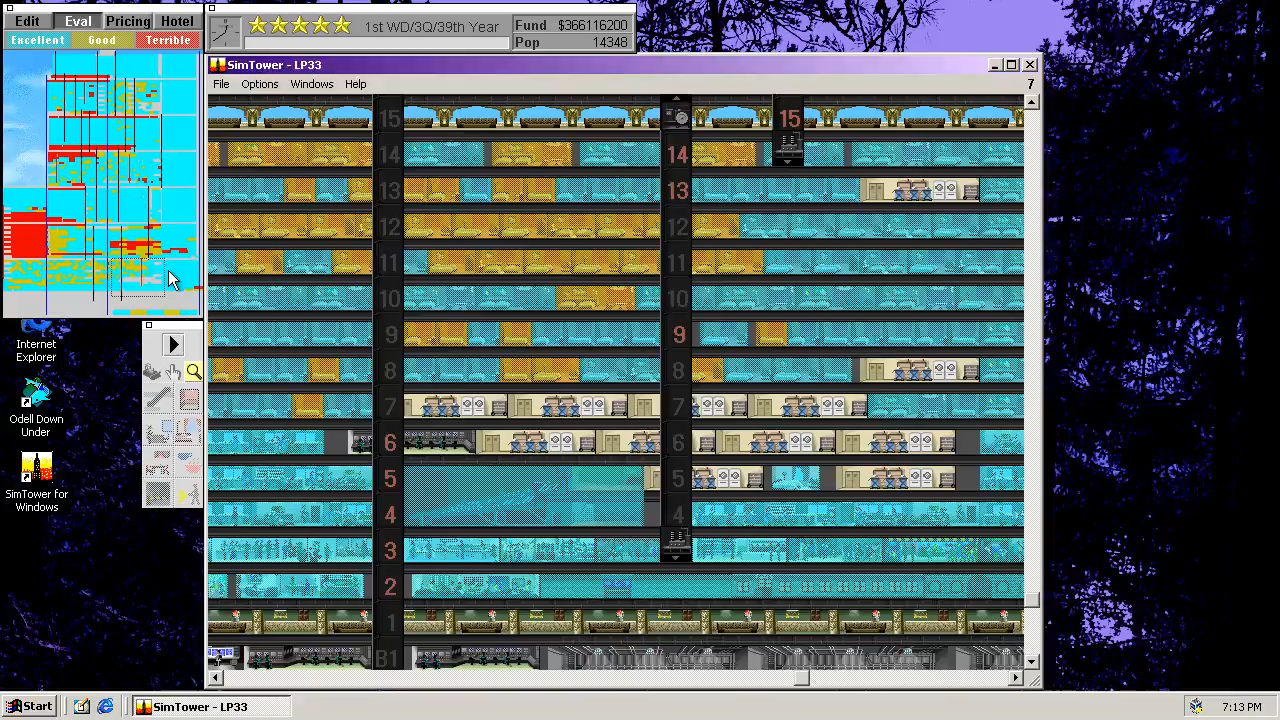 Edit Eval Pricing Hotel
Excellent Good Terrible
1st WD/3Q/39th Year
Fund $366116200
Pop 14348
SimTower - LP33
File Options Windows Help
7
15 15
14 14
13 13
12 12
11 11
10 10
9 9
8 8
7 7
6 6
5 5
4 4
3
2
1
B1
Internet
Explorer
Odell Down
Under
SimTower for
Windows
Start
SimTower - LP33
7:13 PM